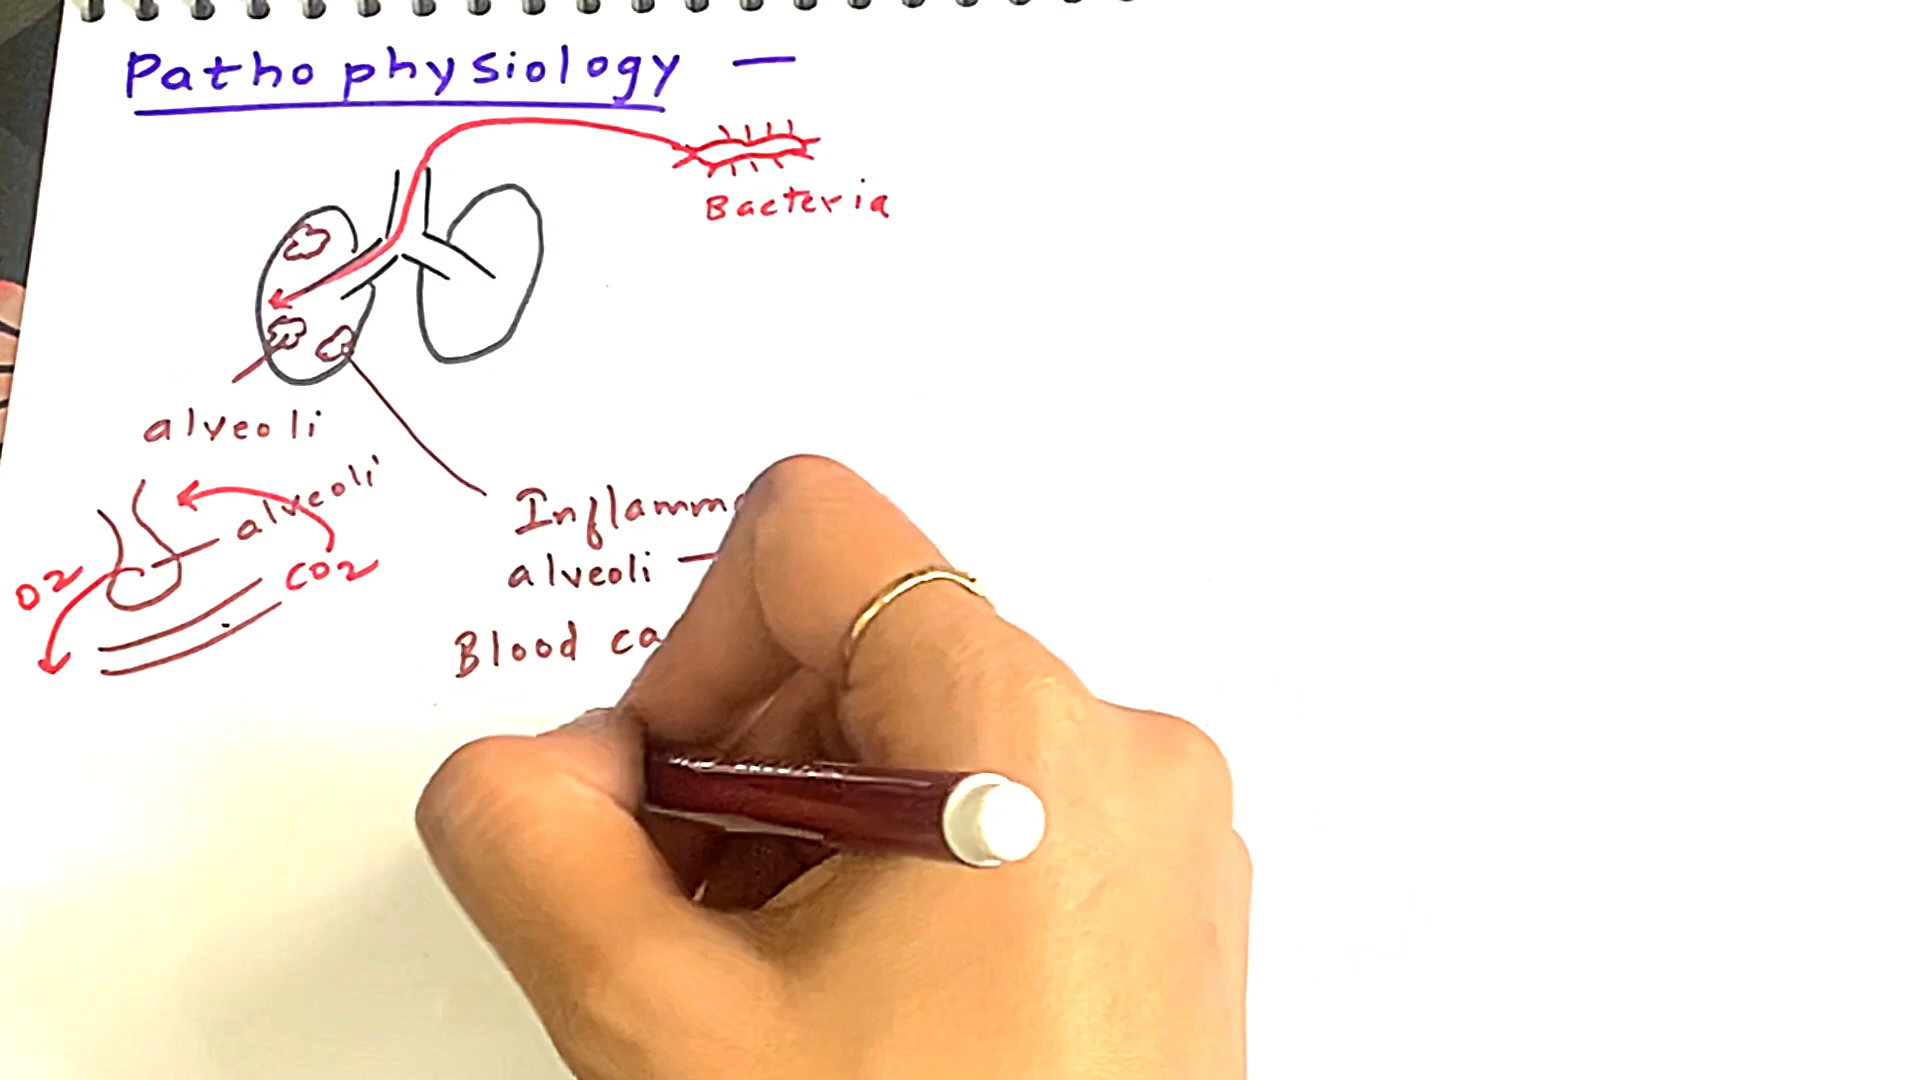 Pathophysiology —
Bacteria
alveoli
alveoli
O2
CO2
Inflamm
alveoli —
Blood ca